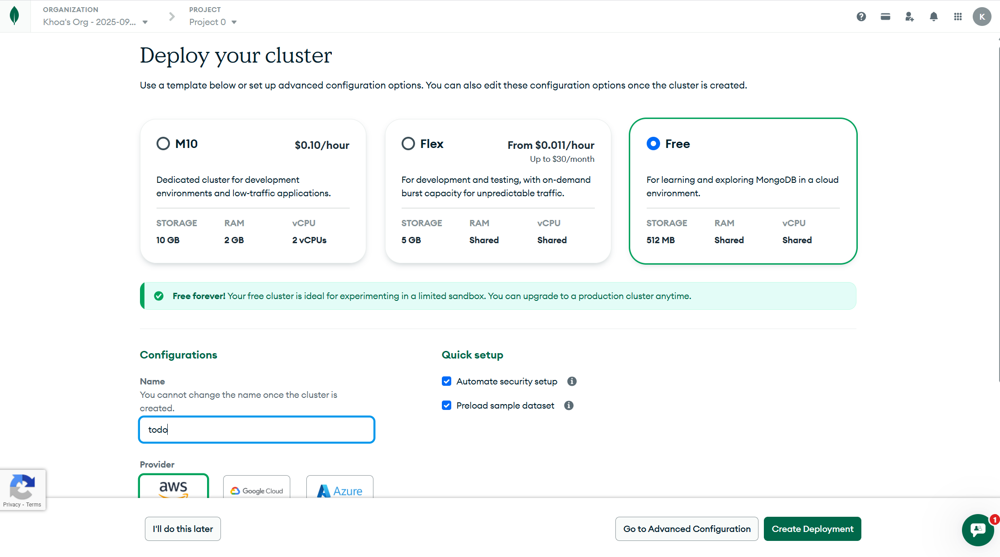 ORGANIZATION
Khoa's Org - 2025-09...
PROJECT
Project 0
K
Deploy your cluster
Use a template below or set up advanced configuration options. You can also edit these configuration options once the cluster is created.
M10
$0.10/hour
Dedicated cluster for development
environments and low-traffic applications.
STORAGE RAM vCPU
10 GB 2 GB 2 vCPUs
Flex
From $0.011/hour
Up to $30/month
For development and testing, with on-demand
burst capacity for unpredictable traffic.
STORAGE RAM vCPU
5 GB Shared Shared
Free
For learning and exploring MongoDB in a cloud
environment.
STORAGE RAM vCPU
512 MB Shared Shared
Free forever! Your free cluster is ideal for experimenting in a limited sandbox. You can upgrade to a production cluster anytime.
Configurations
Name
You cannot change the name once the cluster is
created.
todo
Provider
aws
Google Cloud
Azure
Quick setup
Automate security setup
Preload sample dataset
Privacy - Terms
I'll do this later
Go to Advanced Configuration
Create Deployment
1